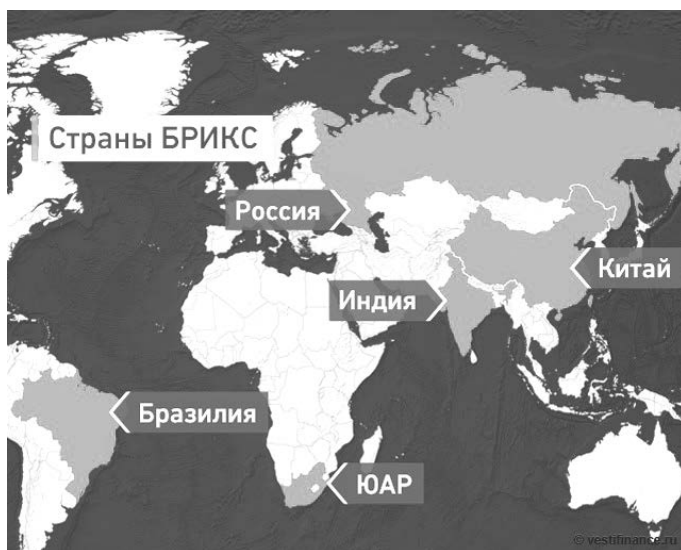 Страны БРИКС
Россия
Китай
Индия
Бразилия
ЮАР
© vestifinance.ru